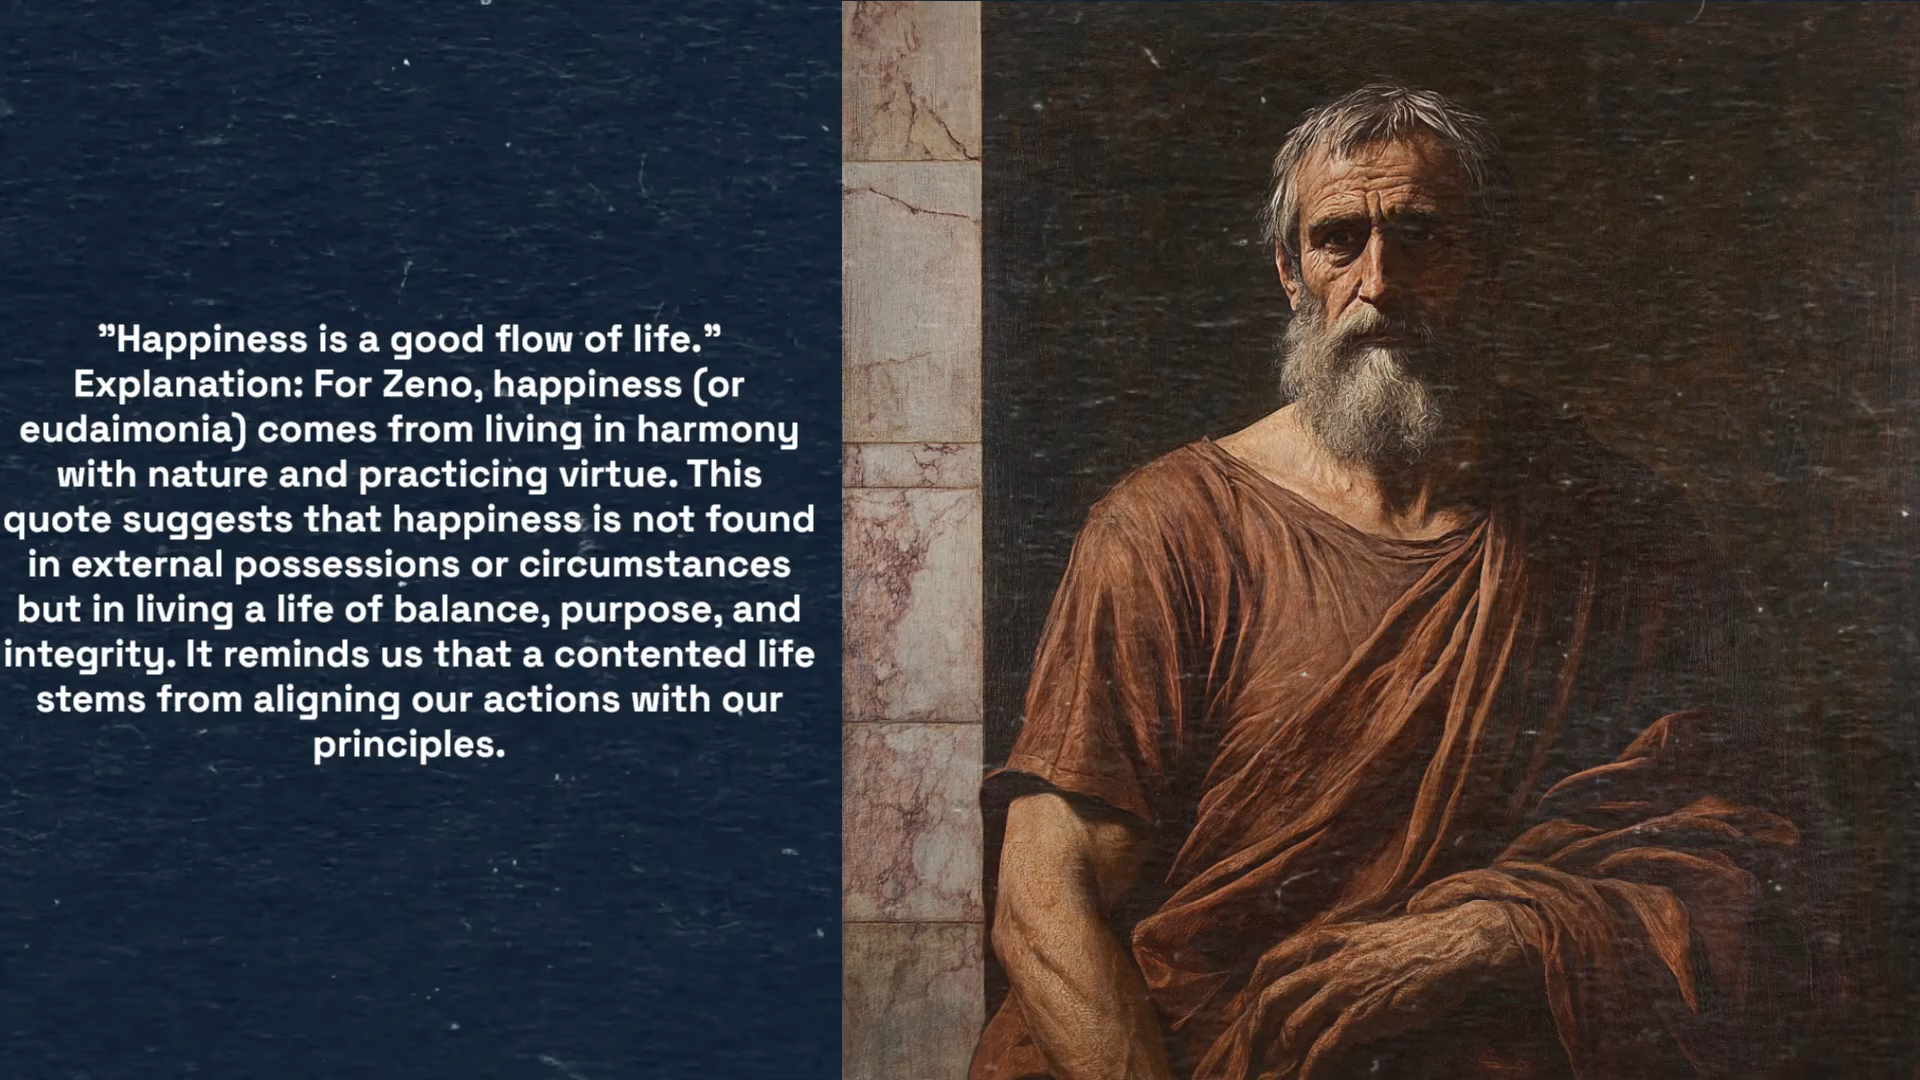 ”Happiness is a good flow of life.”
Explanation: For Zeno, happiness (or
eudaimonia) comes from living in harmony
with nature and practicing virtue. This
quote suggests that happiness is not found
in external possessions or circumstances
but in living a life of balance, purpose, and
integrity. It reminds us that a contented life
stems from aligning our actions with our
principles.